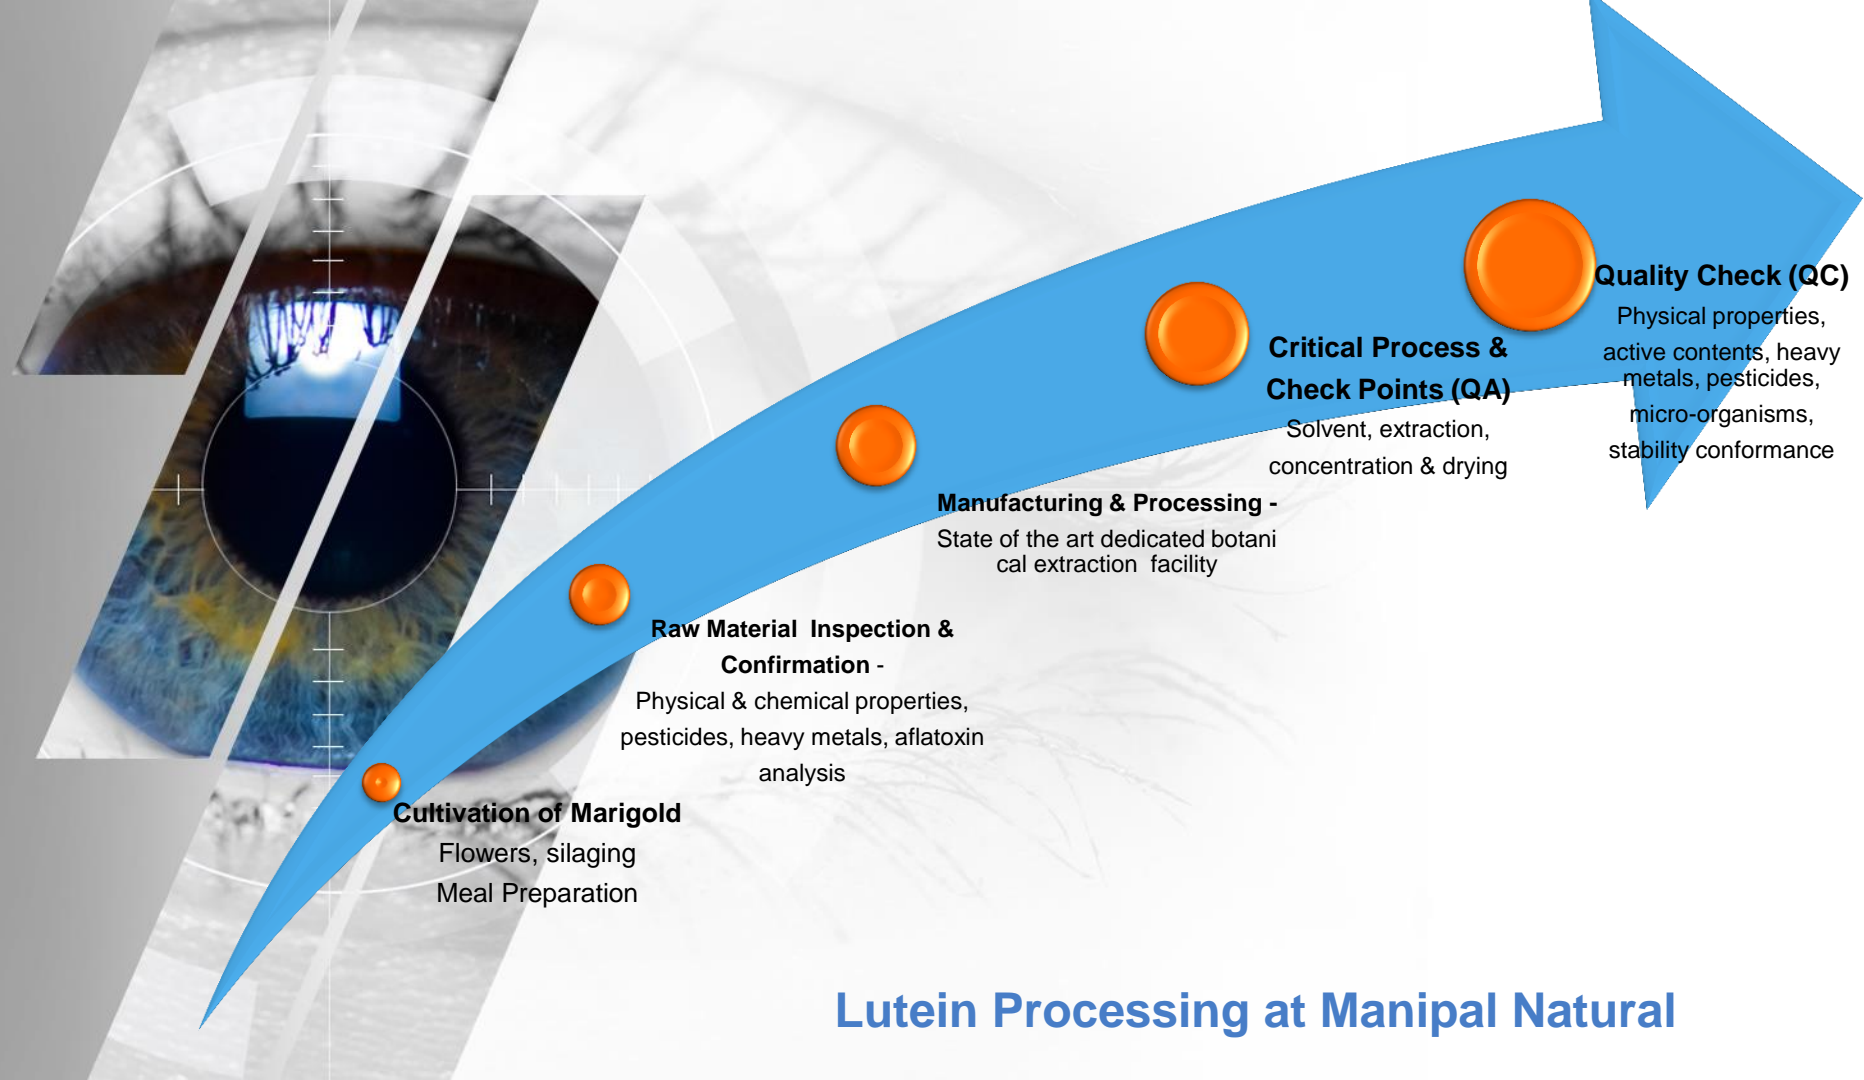 Quality Check (QC)
Physical properties,
active contents, heavy
metals, pesticides,
micro-organisms,
stability conformance
Critical Process &
Check Points (QA)
Solvent, extraction,
concentration & drying
Manufacturing & Processing -
State of the art dedicated botani
cal extraction  facility
Raw Material  Inspection &
Confirmation -
Physical & chemical properties,
pesticides, heavy metals, aflatoxin
analysis
Cultivation of Marigold
Flowers, silaging
Meal Preparation
Lutein Processing at Manipal Natural